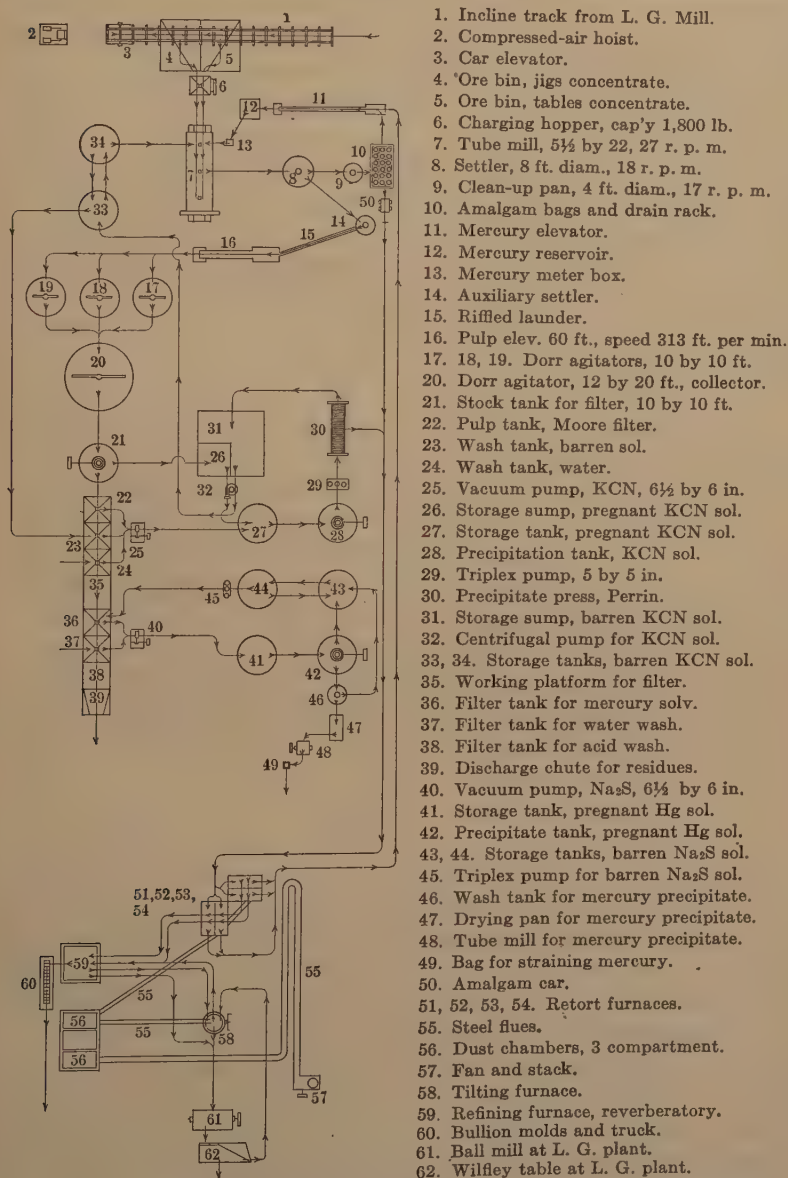 1
2
3
4
5
6
12
11
13
10
34
7
8
9
50
33
14
15
16
19
18
17
20
31
30
21
26
29
22
32
27
28
23
25
24
35
45
44
43
36
40
37
41
42
38
46
39
47
48
49
51, 52, 53,
54
59
55
60
55
56
55
58
56
57
61
62
1. Incline track from L. G. Mill.
2. Compressed-air hoist.
3. Car elevator.
4. Ore bin, jigs concentrate.
5. Ore bin, tables concentrate.
6. Charging hopper, cap'y 1,800 lb.
7. Tube mill, 5½ by 22, 27 r. p. m.
8. Settler, 8 ft. diam., 18 r. p. m.
9. Clean-up pan, 4 ft. diam., 17 r. p. m.
10. Amalgam bags and drain rack.
11. Mercury elevator.
12. Mercury reservoir.
13. Mercury meter box.
14. Auxiliary settler.
15. Riffled launder.
16. Pulp elev. 60 ft., speed 313 ft. per min.
17. 18, 19. Dorr agitators, 10 by 10 ft.
20. Dorr agitator, 12 by 20 ft., collector.
21. Stock tank for filter, 10 by 10 ft.
22. Pulp tank, Moore filter.
23. Wash tank, barren sol.
24. Wash tank, water.
25. Vacuum pump, KCN, 6½ by 6 in.
26. Storage sump, pregnant KCN sol.
27. Storage tank, pregnant KCN sol.
28. Precipitation tank, KCN sol.
29. Triplex pump, 5 by 5 in.
30. Precipitate press, Perrin.
31. Storage sump, barren KCN sol.
32. Centrifugal pump for KCN sol.
33, 34. Storage tanks, barren KCN sol.
35. Working platform for filter.
36. Filter tank for mercury solv.
37. Filter tank for water wash.
38. Filter tank for acid wash.
39. Discharge chute for residues.
40. Vacuum pump, Na₂S, 6½ by 6 in.
41. Storage tank, pregnant Hg sol.
42. Precipitate tank, pregnant Hg sol.
43, 44. Storage tanks, barren Na₂S sol.
45. Triplex pump for barren Na₂S sol.
46. Wash tank for mercury precipitate.
47. Drying pan for mercury precipitate.
48. Tube mill for mercury precipitate.
49. Bag for straining mercury.
50. Amalgam car.
51, 52, 53, 54. Retort furnaces.
55. Steel flues.
56. Dust chambers, 3 compartment.
57. Fan and stack.
58. Tilting furnace.
59. Refining furnace, reverberatory.
60. Bullion molds and truck.
61. Ball mill at L. G. plant.
62. Wilfley table at L. G. plant.